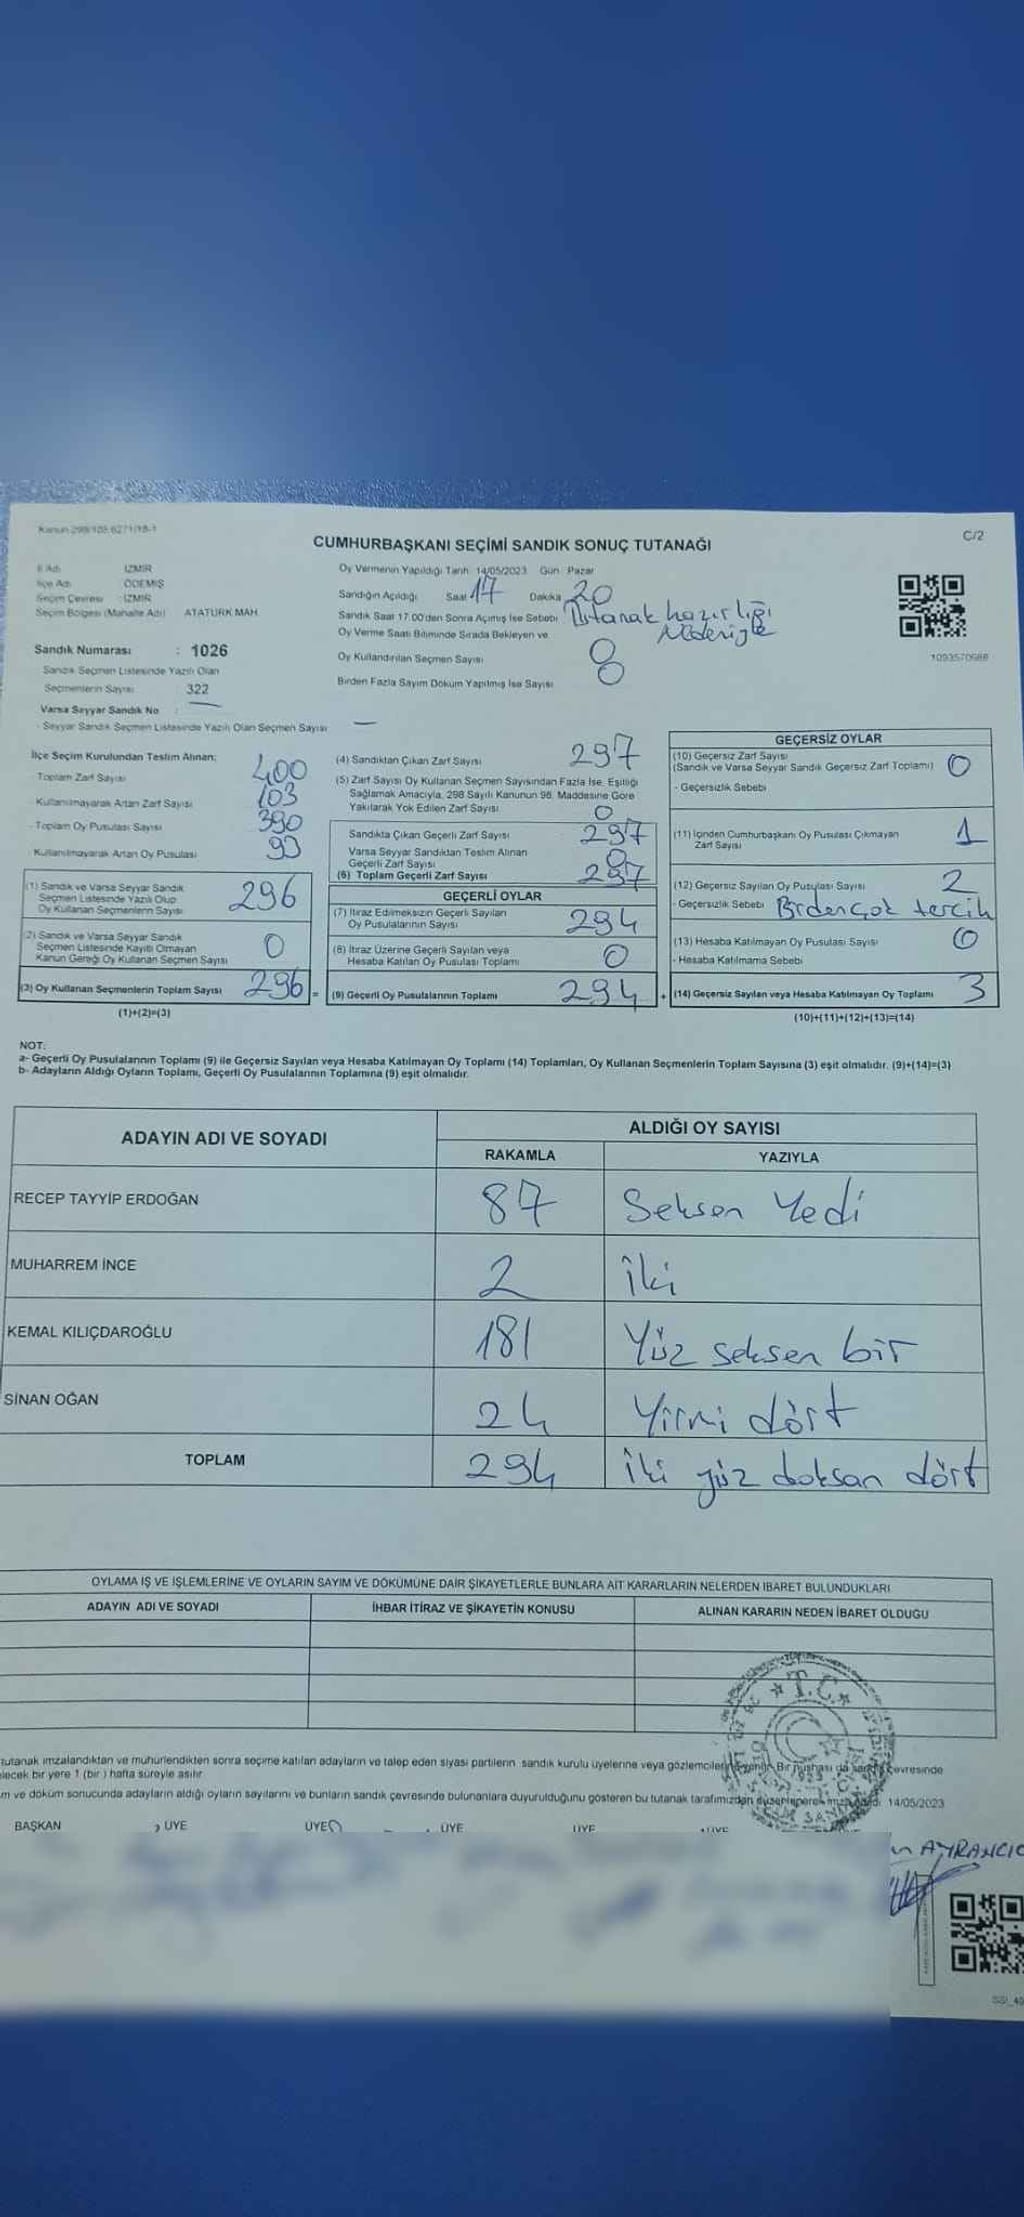 Kanun 298/105 6271/18-1
C/2
CUMHURBAŞKANI SEÇİMİ SANDIK SONUÇ TUTANAĞI
İl Adı İZMİR
İlçe Adı ÖDEMİŞ
Seçim Çevresi : İZMİR
Seçim Bölgesi (Mahalle Adı) ATATÜRK MAH.
Sandık Numarası : 1026
Sandık Seçmen Listesinde Yazılı Olan
Seçmenlerin Sayısı 322
Varsa Seyyar Sandık No :
- Seyyar Sandık Seçmen Listesinde Yazılı Olan Seçmen Sayısı
Oy Vermenin Yapıldığı Tarih: 14/05/2023 Gün: Pazar
Sandığın Açıldığı Saat 17 Dakika 20
Sandık Saat 17:00'den Sonra Açılmış İse Sebebi Tutanak hazırlığı
Oy Verme Saati Bitiminde Sırada Bekleyen ve
Oy Kullandırılan Seçmen Sayısı
Birden Fazla Sayım Döküm Yapılmış İse Sayısı
1093570688
İlçe Seçim Kurulundan Teslim Alınan:
- Toplam Zarf Sayısı 400
- Kullanılmayarak Artan Zarf Sayısı 103
- Toplam Oy Pusulası Sayısı 390
- Kullanılmayarak Artan Oy Pusulası 93
(1) Sandık ve Varsa Seyyar Sandık
Seçmen Listesinde Yazılı Olup
Oy Kullanan Seçmenlerin Sayısı 296
(2) Sandık ve Varsa Seyyar Sandık
Seçmen Listesinde Kayıtlı Olmayan
Kanun Gereği Oy Kullanan Seçmen Sayısı 0
(3) Oy Kullanan Seçmenlerin Toplam Sayısı 296 =
(1)+(2)=(3)
(4) Sandıktan Çıkan Zarf Sayısı 297
(5) Zarf Sayısı Oy Kullanan Seçmen Sayısından Fazla İse, Eşitliği
Sağlamak Amacıyla, 298 Sayılı Kanunun 98. Maddesine Göre
Yakılarak Yok Edilen Zarf Sayısı 0
Sandıkta Çıkan Geçerli Zarf Sayısı 297
Varsa Seyyar Sandıktan Teslim Alınan
Geçerli Zarf Sayısı 0
(6) Toplam Geçerli Zarf Sayısı 297
GEÇERLİ OYLAR
(7) İtiraz Edilmeksizin Geçerli Sayılan
Oy Pusulalarının Sayısı 294
(8) İtiraz Üzerine Geçerli Sayılan veya
Hesaba Katılan Oy Pusulası Toplamı 0
(9) Geçerli Oy Pusulalarının Toplamı 294 +
GEÇERSİZ OYLAR
(10) Geçersiz Zarf Sayısı
(Sandık ve Varsa Seyyar Sandık Geçersiz Zarf Toplamı) 0
- Geçersizlik Sebebi
(11) İçinden Cumhurbaşkanı Oy Pusulası Çıkmayan
Zarf Sayısı 1
(12) Geçersiz Sayılan Oy Pusulası Sayısı 2
- Geçersizlik Sebebi Birden çok tercih
(13) Hesaba Katılmayan Oy Pusulası Sayısı 0
- Hesaba Katılmama Sebebi
(14) Geçersiz Sayılan veya Hesaba Katılmayan Oy Toplamı 3
(10)+(11)+(12)+(13)=(14)
NOT:
a- Geçerli Oy Pusulalarının Toplamı (9) ile Geçersiz Sayılan veya Hesaba Katılmayan Oy Toplamı (14) Toplamları, Oy Kullanan Seçmenlerin Toplam Sayısına (3) eşit olmalıdır. (9)+(14)=(3)
b- Adayların Aldığı Oyların Toplamı, Geçerli Oy Pusulalarının Toplamına (9) eşit olmalıdır.
ADAYIN ADI VE SOYADI ALDIĞI OY SAYISI
RAKAMLA YAZIYLA
RECEP TAYYİP ERDOĞAN 87 Seksen Yedi
MUHARREM İNCE 2 İki
KEMAL KILIÇDAROĞLU 181 Yüz seksen bir
SİNAN OĞAN 24 Yirmi dört
TOPLAM 294 İki yüz doksan dört
OYLAMA İŞ VE İŞLEMLERİNE VE OYLARIN SAYIM VE DÖKÜMÜNE DAİR ŞİKAYETLERLE BUNLARA AİT KARARLARIN NELERDEN İBARET BULUNDUKLARI
ADAYIN ADI VE SOYADI İHBAR İTİRAZ VE ŞİKAYETİN KONUSU ALINAN KARARIN NEDEN İBARET OLDUĞU
T.C.
tutanak imzalandıktan ve mühürlendikten sonra seçime katılan adayların ve talep eden siyasi partilerin sandık kurulu üyelerine veya gözlemcilerine Bir nüshası da sandık çevresinde
lecek bir yere 1 (bir) hafta süreyle asılır.
m ve döküm sonucunda adayların aldığı oyların sayılarını ve bunların sandık çevresinde bulunanlara duyurulduğunu gösteren bu tutanak tarafımızdan düzenlenerek 14/05/2023
BAŞKAN ÜYE ÜYE ÜYE ÜYE ÜYE
AYRANCI